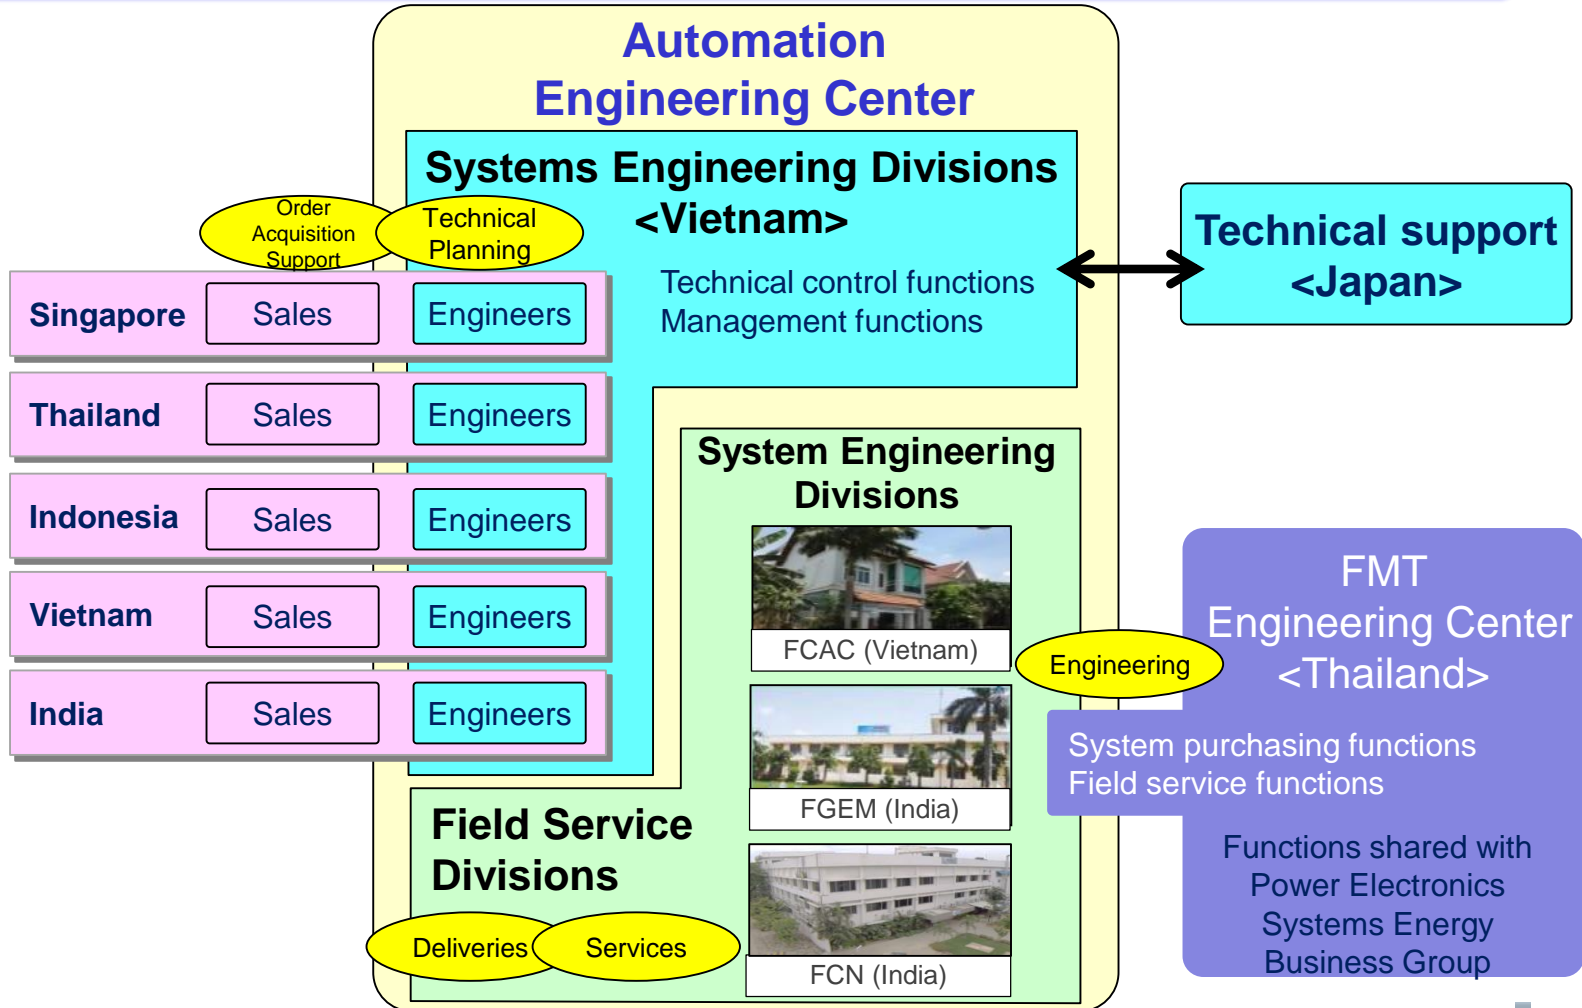 Automation
Engineering Center
Systems Engineering Divisions
<Vietnam>
Technical control functions
Management functions
Order
Acquisition
Support
Technical
Planning
Singapore Sales Engineers
Thailand Sales Engineers
Indonesia Sales Engineers
Vietnam Sales Engineers
India Sales Engineers
Technical support
<Japan>
System Engineering
Divisions
FCAC (Vietnam)
FGEM (India)
FCN (India)
Field Service
Divisions
Deliveries
Services
Engineering
FMT
Engineering Center
<Thailand>
System purchasing functions
Field service functions
Functions shared with
Power Electronics
Systems Energy
Business Group